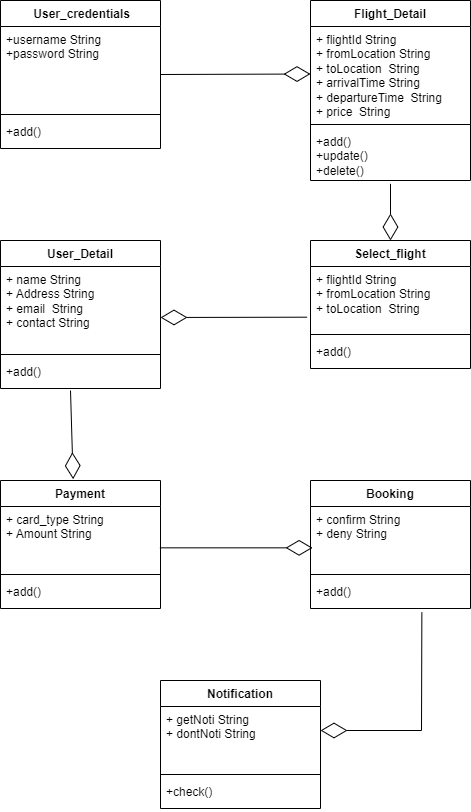 User_credentials
+username String
+password String
+add()
Flight_Detail
+ flightId String
+ fromLocation String
+ toLocation  String
+ arrivalTime String
+ departureTime  String
+ price  String
+add()
+update()
+delete()
User_Detail
+ name String
+ Address String
+ email  String
+ contact String
+add()
Select_flight
+ flightId String
+ fromLocation String
+ toLocation  String
+add()
Payment
+ card_type String
+ Amount String
+add()
Booking
+ confirm String
+ deny String
+add()
Notification
+ getNoti String
+ dontNoti String
+check()